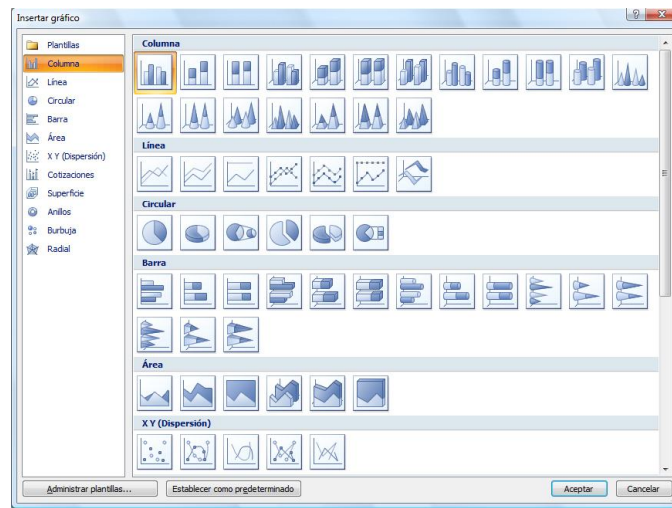 Insertar gráfico
Plantillas
Columna
Línea
Circular
Barra
Área
X Y (Dispersión)
Cotizaciones
Superficie
Anillos
Burbuja
Radial
Columna
Línea
Circular
Barra
Área
X Y (Dispersión)
Administrar plantillas...
Establecer como predeterminado
Aceptar
Cancelar